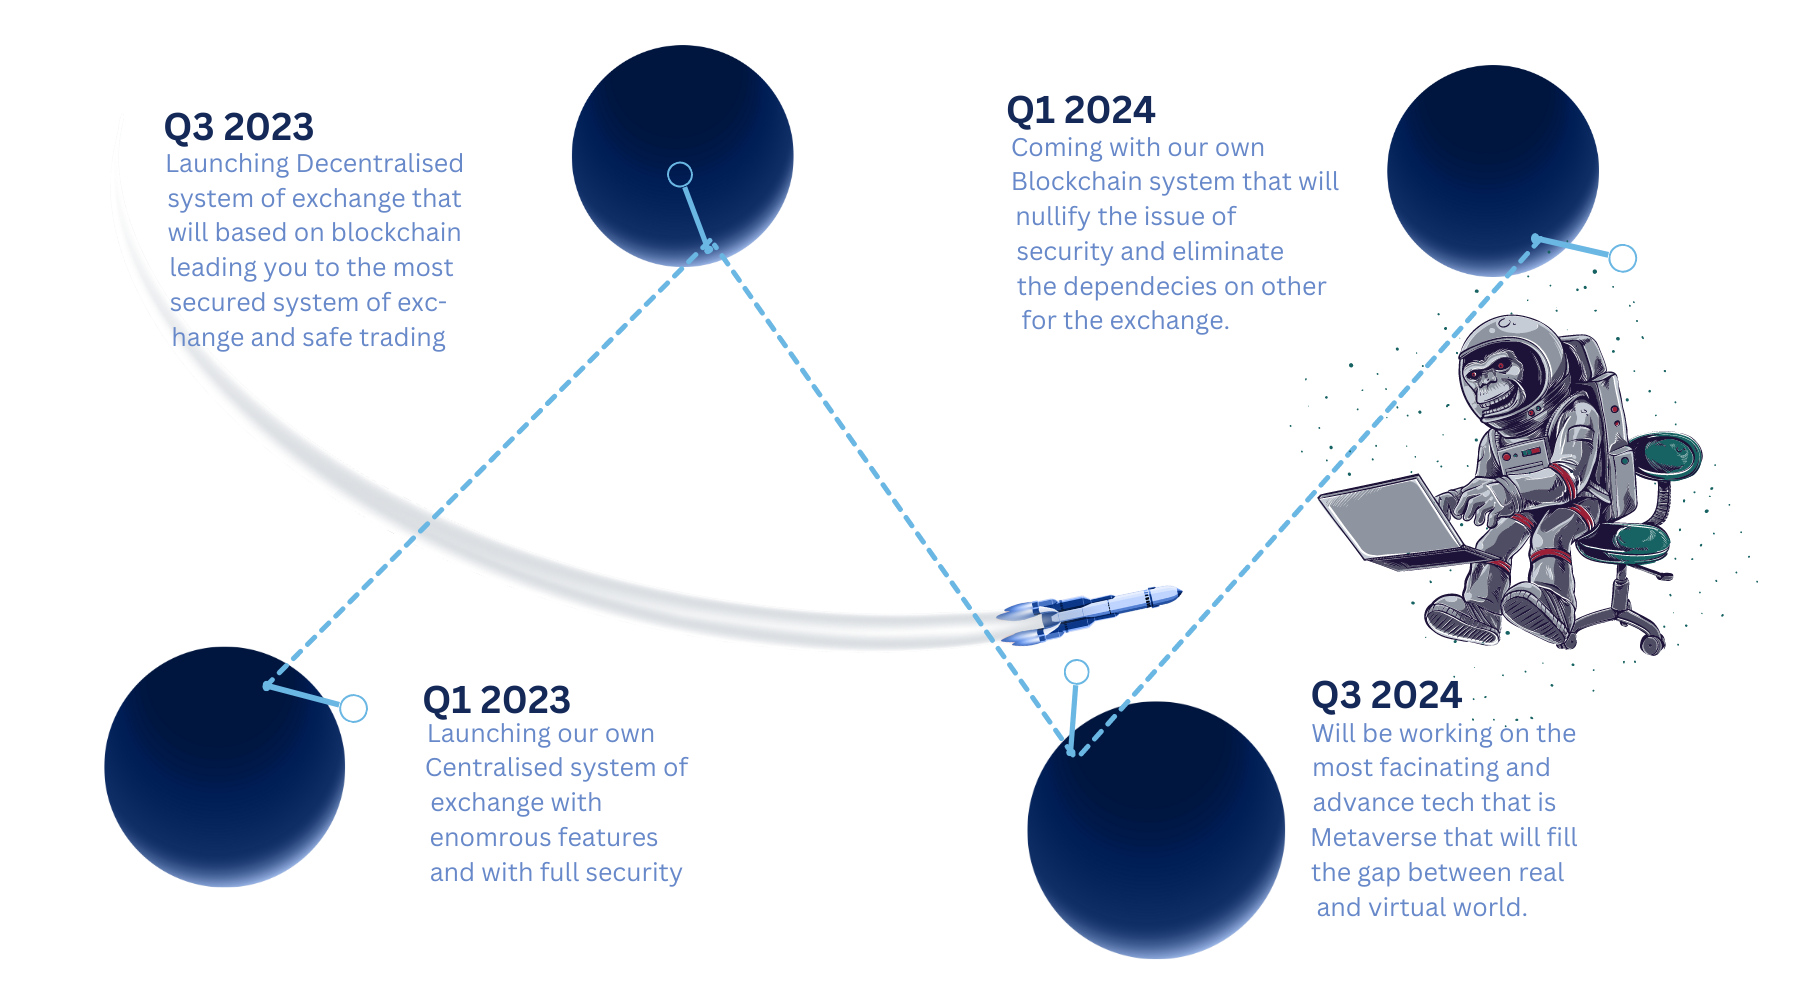 Q3 2023
Launching Decentralised
system of exchange that
will based on blockchain
leading you to the most
secured system of exc-
hange and safe trading
Q1 2024
Coming with our own
Blockchain system that will
nullify the issue of
security and eliminate
the dependecies on other
for the exchange.
Q1 2023
Launching our own
Centralised system of
exchange with
enomrous features
and with full security
Q3 2024
Will be working on the
most facinating and
advance tech that is
Metaverse that will fill
the gap between real
and virtual world.